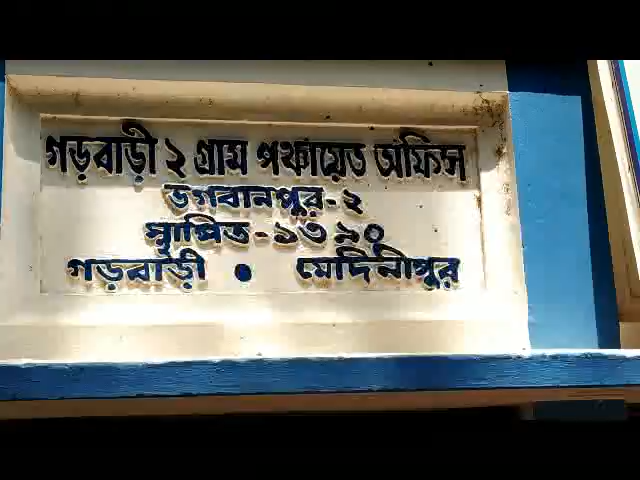 গড়বাড়ী ২ গ্রাম পঞ্চায়েত অফিস
ভগবানপুর - ২
স্থাপিত - ১৩৯০
গড়বাড়ী • মেদিনীপুর